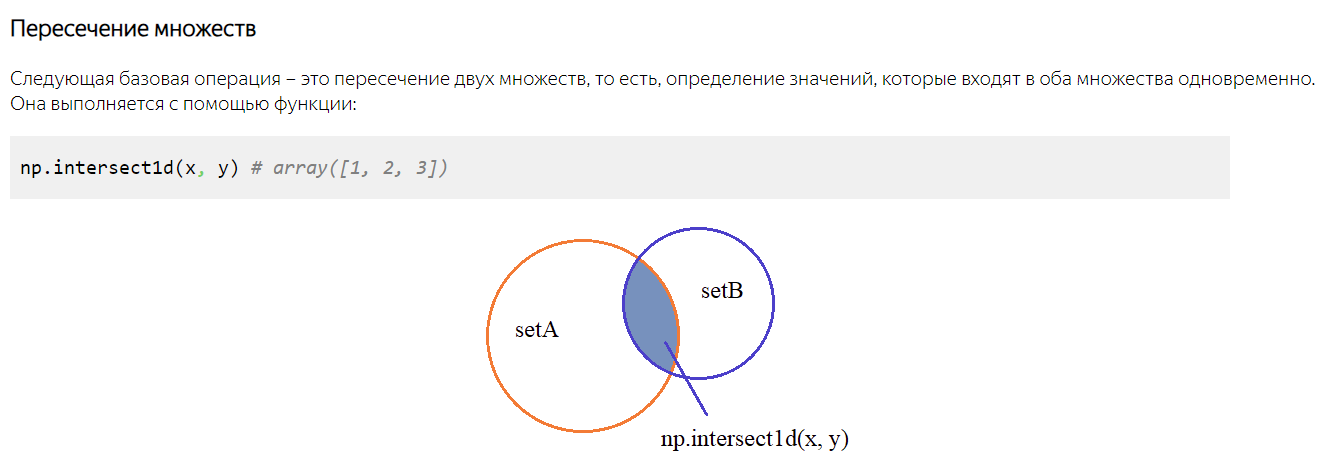 Пересечение множеств
Следующая базовая операция – это пересечение двух множеств, то есть, определение значений, которые входят в оба множества одновременно.
Она выполняется с помощью функции:
np.intersect1d(x, y) # array([1, 2, 3])
setB
setA
np.intersect1d(x, y)